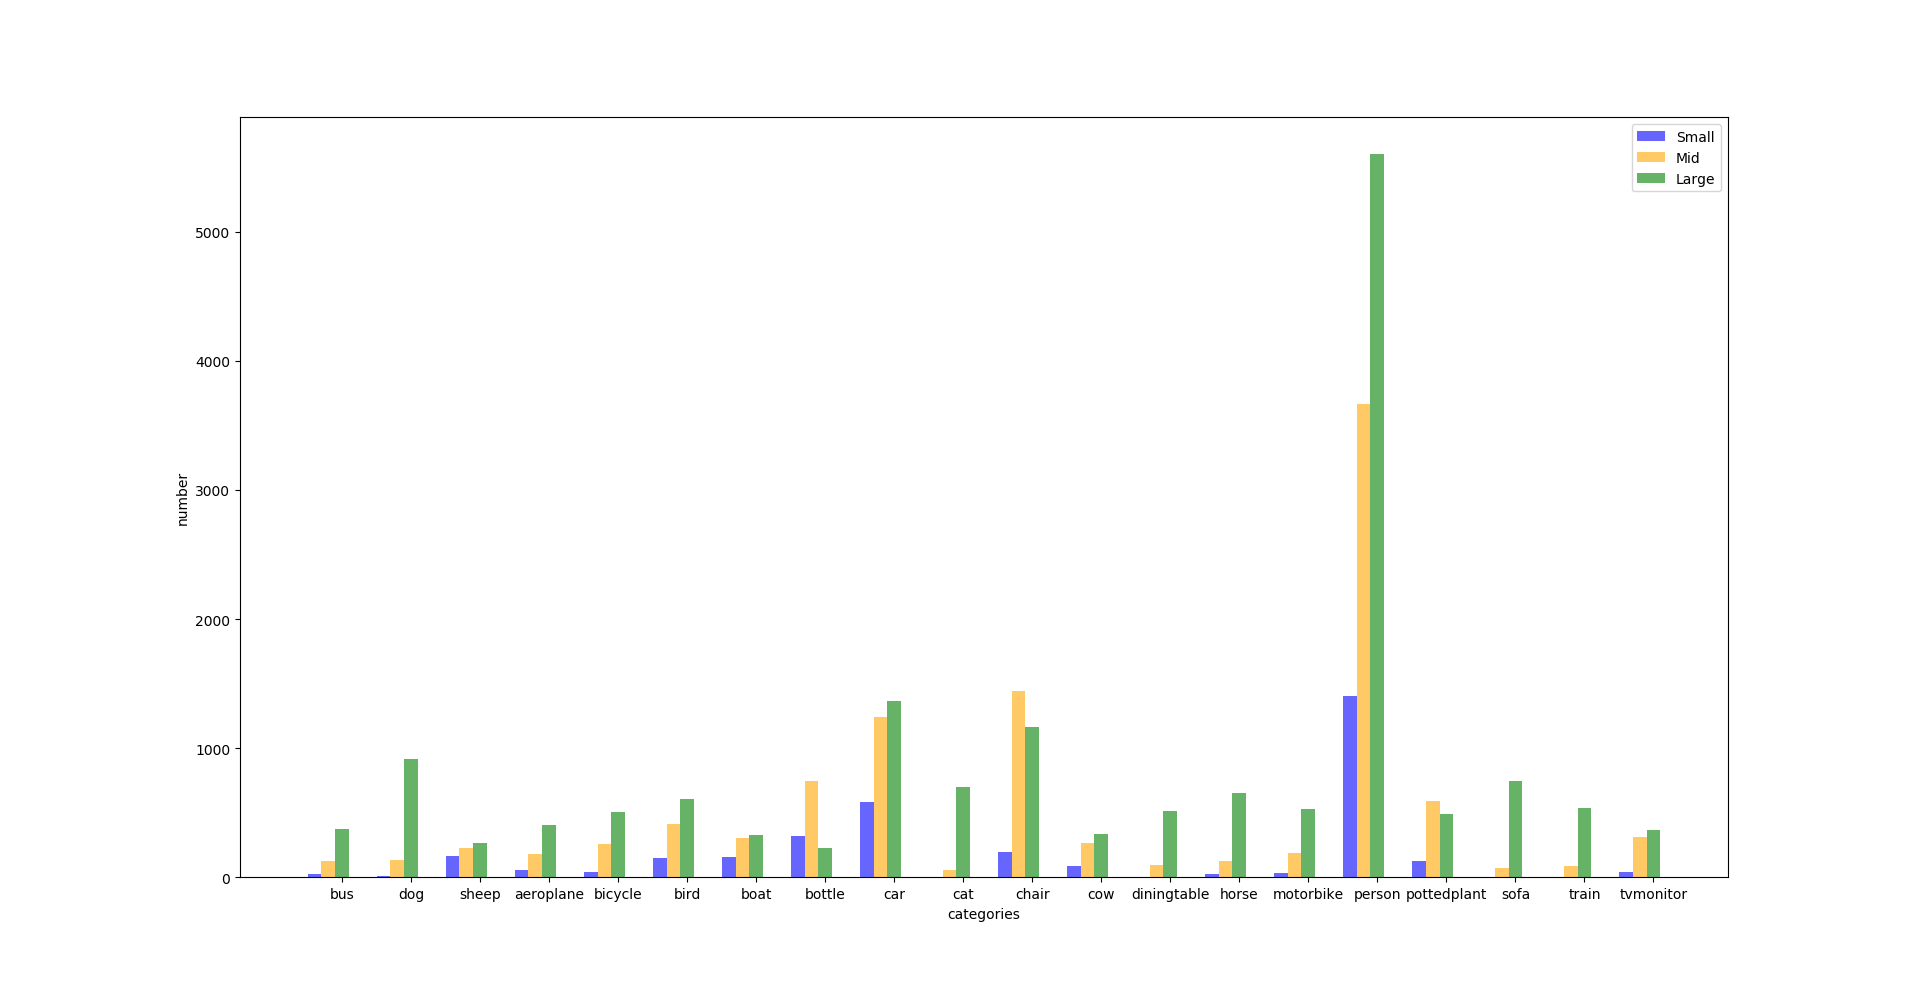 Small
Mid
Large
5000
4000
3000
2000
1000
0
number
bus dog sheep aeroplane bicycle bird boat bottle car cat chair cow diningtable horse motorbike person pottedplant sofa train tvmonitor
categories